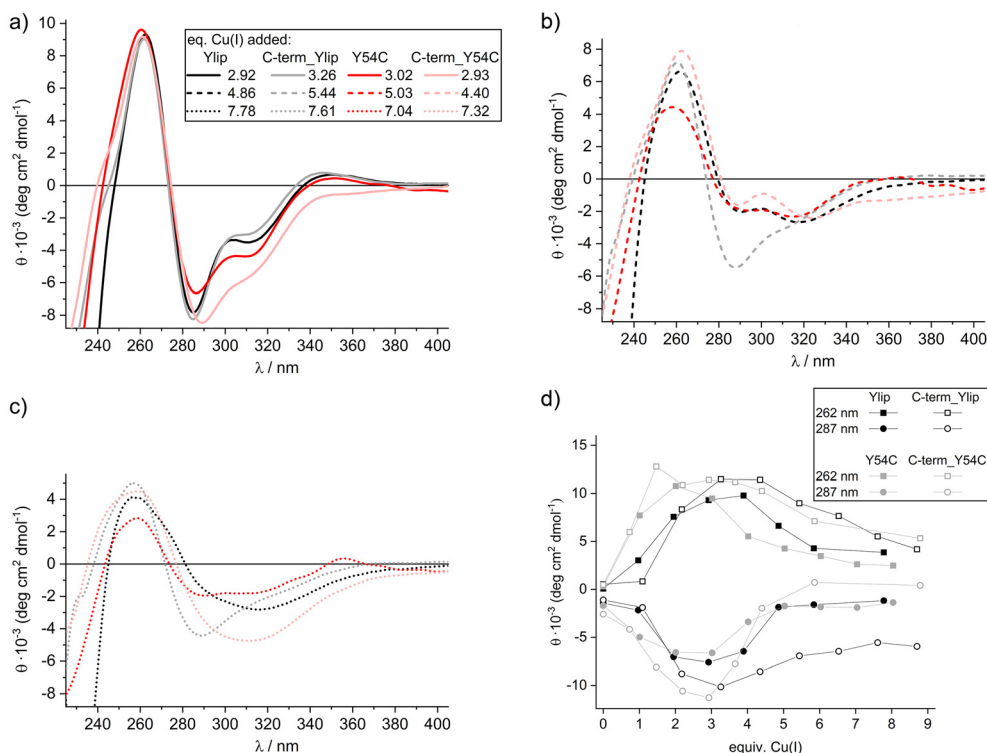 a)
eq. Cu(I) added:
Ylip C-term_Ylip Y54C C-term_Y54C
2.92 3.26 3.02 2.93
4.86 5.44 5.03 4.40
7.78 7.61 7.04 7.32
10
8
6
4
2
0
-2
-4
-6
-8
θ ·10⁻³ (deg cm² dmol⁻¹)
240 260 280 300 320 340 360 380 400
λ / nm
b)
8
6
4
2
0
-2
-4
-6
-8
θ ·10⁻³ (deg cm² dmol⁻¹)
240 260 280 300 320 340 360 380 400
λ / nm
c)
4
2
0
-2
-4
-6
-8
θ ·10⁻³ (deg cm² dmol⁻¹)
240 260 280 300 320 340 360 380 400
λ / nm
d)
Ylip C-term_Ylip
262 nm
287 nm
Y54C C-term_Y54C
262 nm
287 nm
15
10
5
0
-5
-10
θ ·10⁻³ (deg cm² dmol⁻¹)
0 1 2 3 4 5 6 7 8 9
equiv. Cu(I)